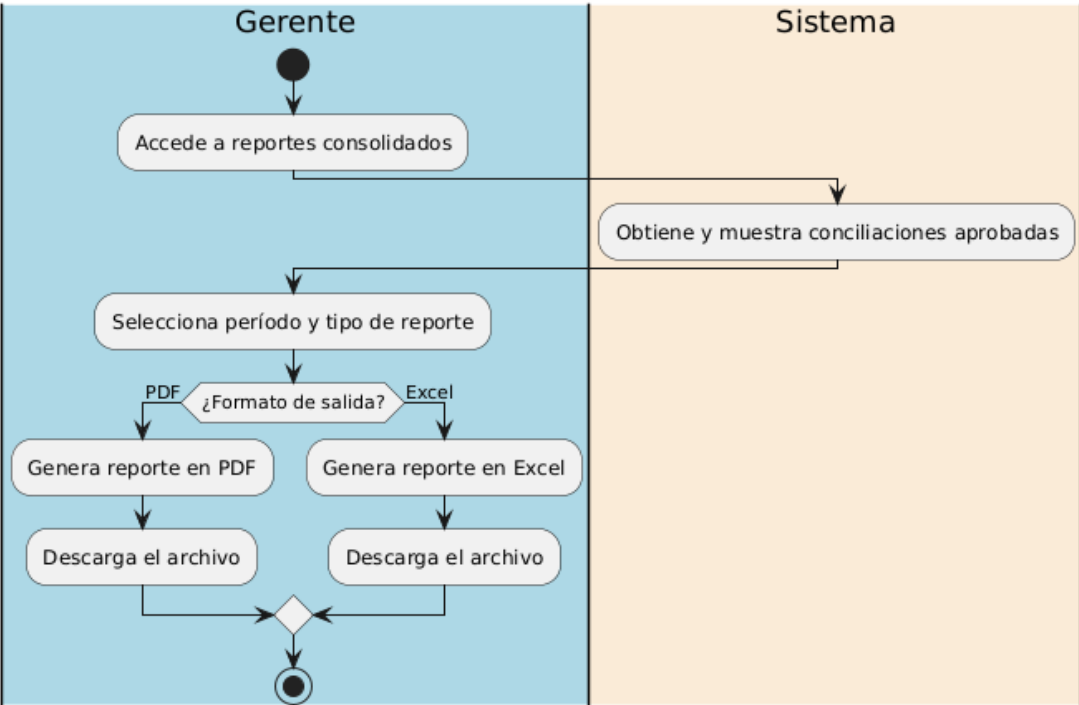 Gerente
Sistema
Accede a reportes consolidados
Obtiene y muestra conciliaciones aprobadas
Selecciona período y tipo de reporte
PDF
¿Formato de salida?
Excel
Genera reporte en PDF
Genera reporte en Excel
Descarga el archivo
Descarga el archivo